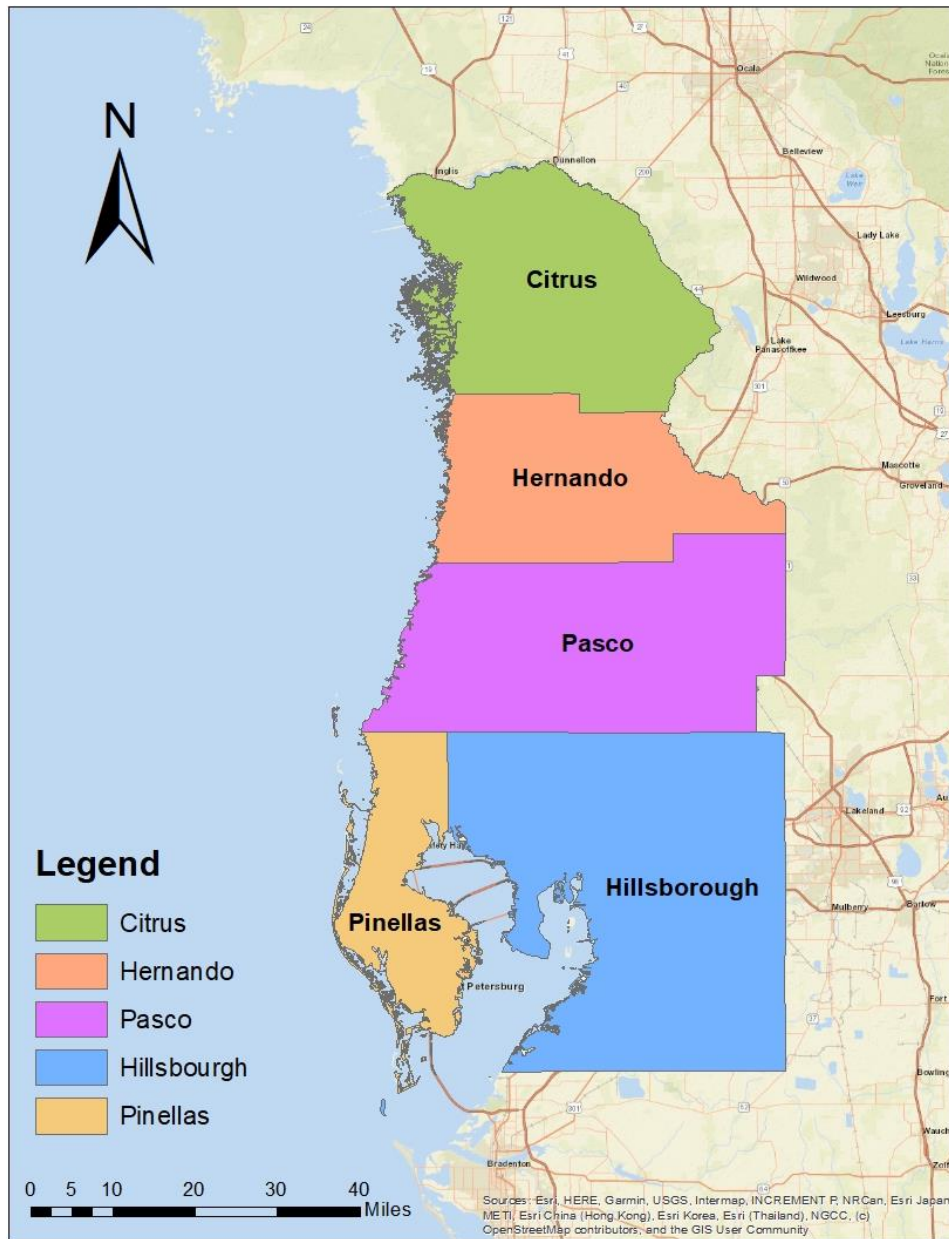 N
Ocala
Inglis
Dunnellon
Belleview
Lady Lake
Wildwood
Citrus
Leesburg
Lake
Panasoffkee
Hernando
Mascotte
Groveland
Pasco
Lakeland
Legend
Citrus
Hernando
Pasco
Hillsbourgh
Pinellas
Hillsborough
Pinellas
Mulberry
Bartow
Petersburg
Fort
Bowling
Bradenton
0 5 10 20 30 40
Miles
Sources: Esri, HERE, Garmin, USGS, Intermap, INCREMENT P, NRCan, Esri Japan
METI, Esri China (Hong Kong), Esri Korea, Esri (Thailand), NGCC, (c)
OpenStreetMap contributors, and the GIS User Community